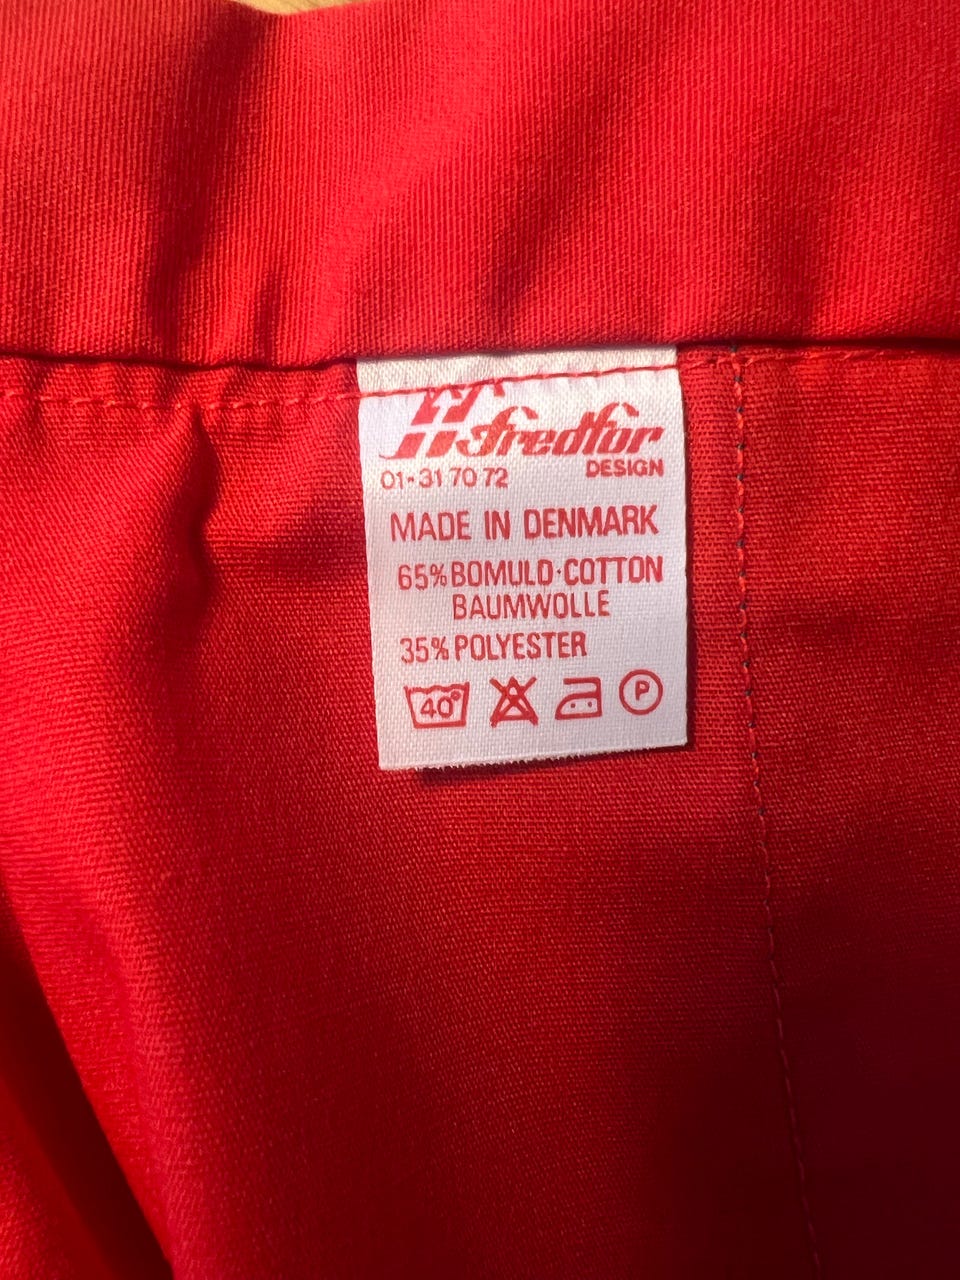 fredfor
DESIGN
01-31 70 72
MADE IN DENMARK
65% BOMULD·COTTON
BAUMWOLLE
35% POLYESTER
40° P